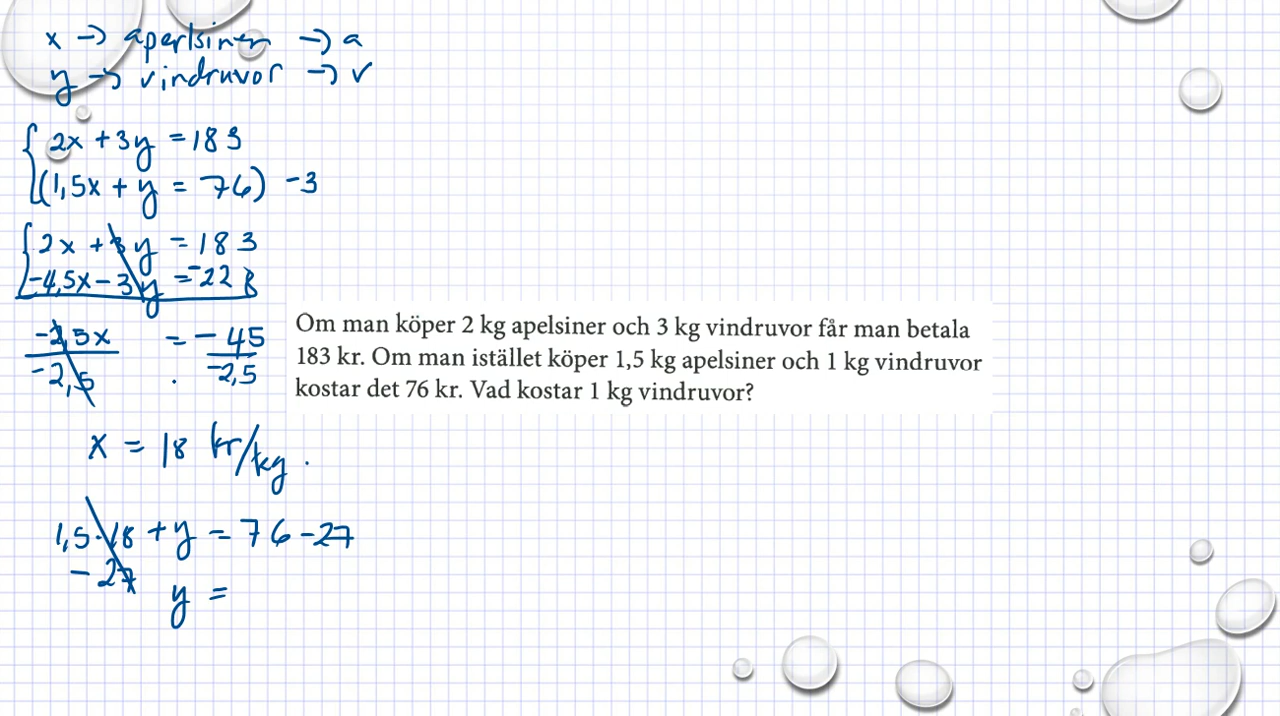 x → aperlsiner → a
y → vindruvor → v
2x + 3y = 183
(1,5x + y = 76) -3
2x + 3y = 183
-4,5x - 3y = -228
-2,5x = -45
-2,5 . -2,5
x = 18 kr/kg.
1,5 · 18 + y = 76 - 27
- 27
y =
Om man köper 2 kg apelsiner och 3 kg vindruvor får man betala
183 kr. Om man istället köper 1,5 kg apelsiner och 1 kg vindruvor
kostar det 76 kr. Vad kostar 1 kg vindruvor?